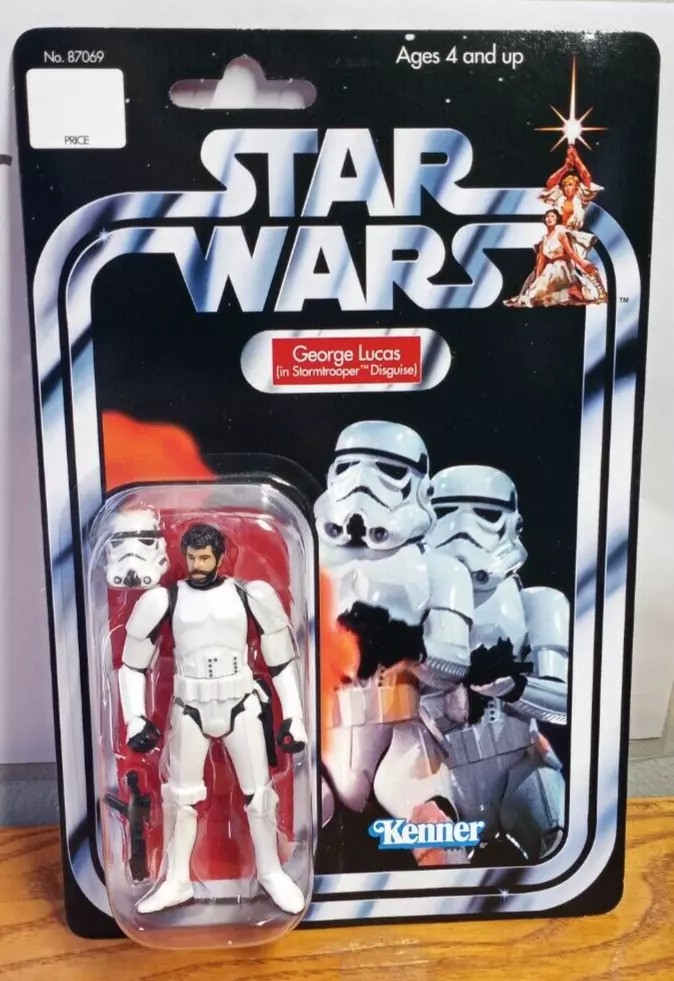 No. 87069
Ages 4 and up
PRICE
STAR
WARS
TM
George Lucas
(in Stormtrooper™ Disguise)
Kenner